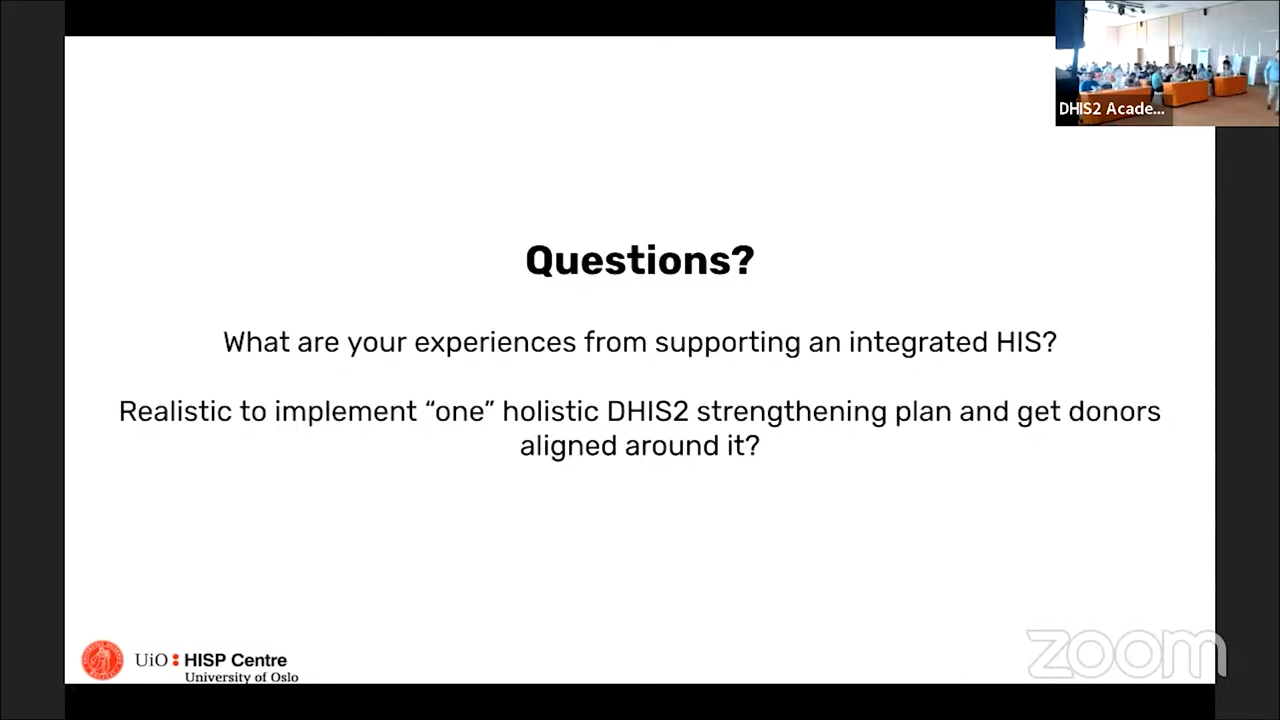 DHIS2 Acade...
Questions?
What are your experiences from supporting an integrated HIS?
Realistic to implement “one” holistic DHIS2 strengthening plan and get donors
aligned around it?
UiO HISP Centre
University of Oslo
zoom